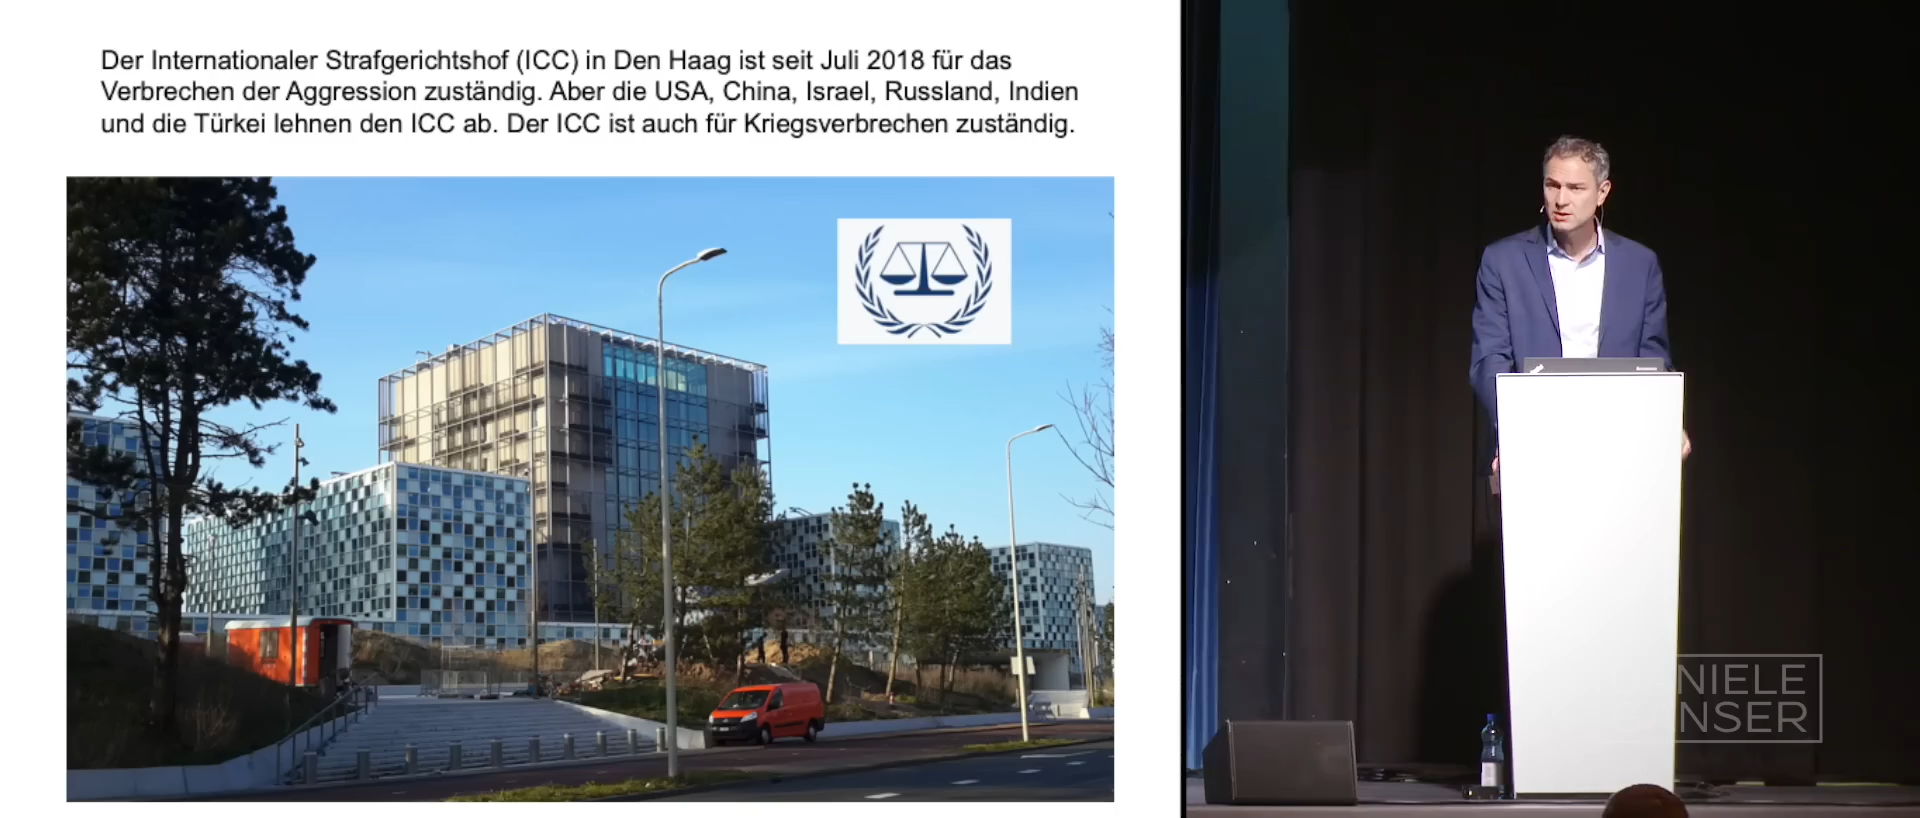 Der Internationaler Strafgerichtshof (ICC) in Den Haag ist seit Juli 2018 für das
Verbrechen der Aggression zuständig. Aber die USA, China, Israel, Russland, Indien
und die Türkei lehnen den ICC ab. Der ICC ist auch für Kriegsverbrechen zuständig.
NIELE
NSER